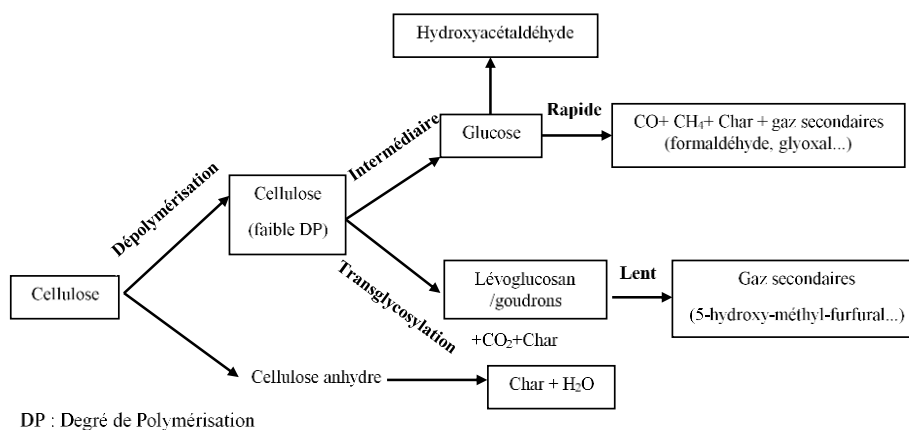 Hydroxyacétaldéhyde
Intermédiaire
Glucose
Rapide
CO+ CH₄+ Char + gaz secondaires
(formaldéhyde, glyoxal...)
Dépolymérisation
Cellulose
(faible DP)
Cellulose
Transglycosylation
Lévoglucosan
/goudrons
+CO₂+Char
Lent
Gaz secondaires
(5-hydroxy-méthyl-furfural...)
Cellulose anhydre
Char + H₂O
DP : Degré de Polymérisation